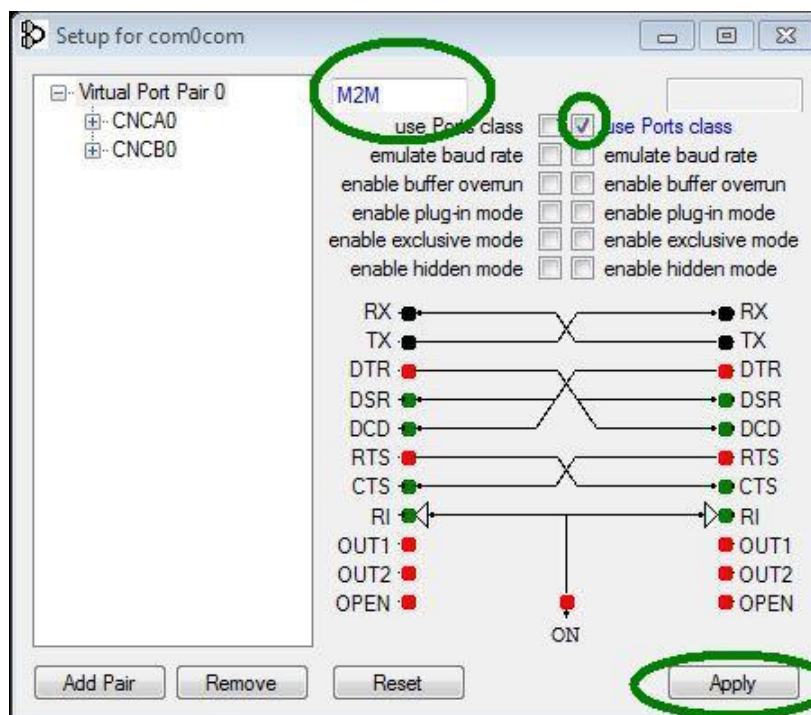 Setup for com0com
Virtual Port Pair 0
CNCA0
CNCB0
M2M
use Ports class use Ports class
emulate baud rate emulate baud rate
enable buffer overrun enable buffer overrun
enable plug-in mode enable plug-in mode
enable exclusive mode enable exclusive mode
enable hidden mode enable hidden mode
RX RX
TX TX
DTR DTR
DSR DSR
DCD DCD
RTS RTS
CTS CTS
RI RI
OUT1 OUT1
OUT2 OUT2
OPEN OPEN
ON
Add Pair Remove Reset Apply